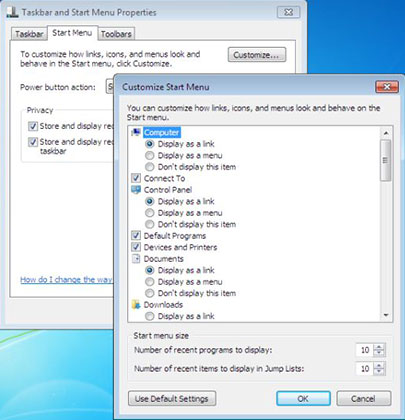 Taskbar and Start Menu Properties
Taskbar
Start Menu
Toolbars
To customize how links, icons, and menus look and
behave in the Start menu, click Customize.
Customize...
Power button action:
Privacy
Store and display
Store and display
taskbar
How do I change the way
Customize Start Menu
You can customize how links, icons, and menus look and behave on the
Start menu.
Computer
Display as a link
Display as a menu
Don't display this item
Connect To
Control Panel
Display as a link
Display as a menu
Don't display this item
Default Programs
Devices and Printers
Documents
Display as a link
Display as a menu
Don't display this item
Downloads
Display as a link
Start menu size
Number of recent programs to display:
10
Number of recent items to display in Jump Lists:
10
Use Default Settings
OK
Cancel